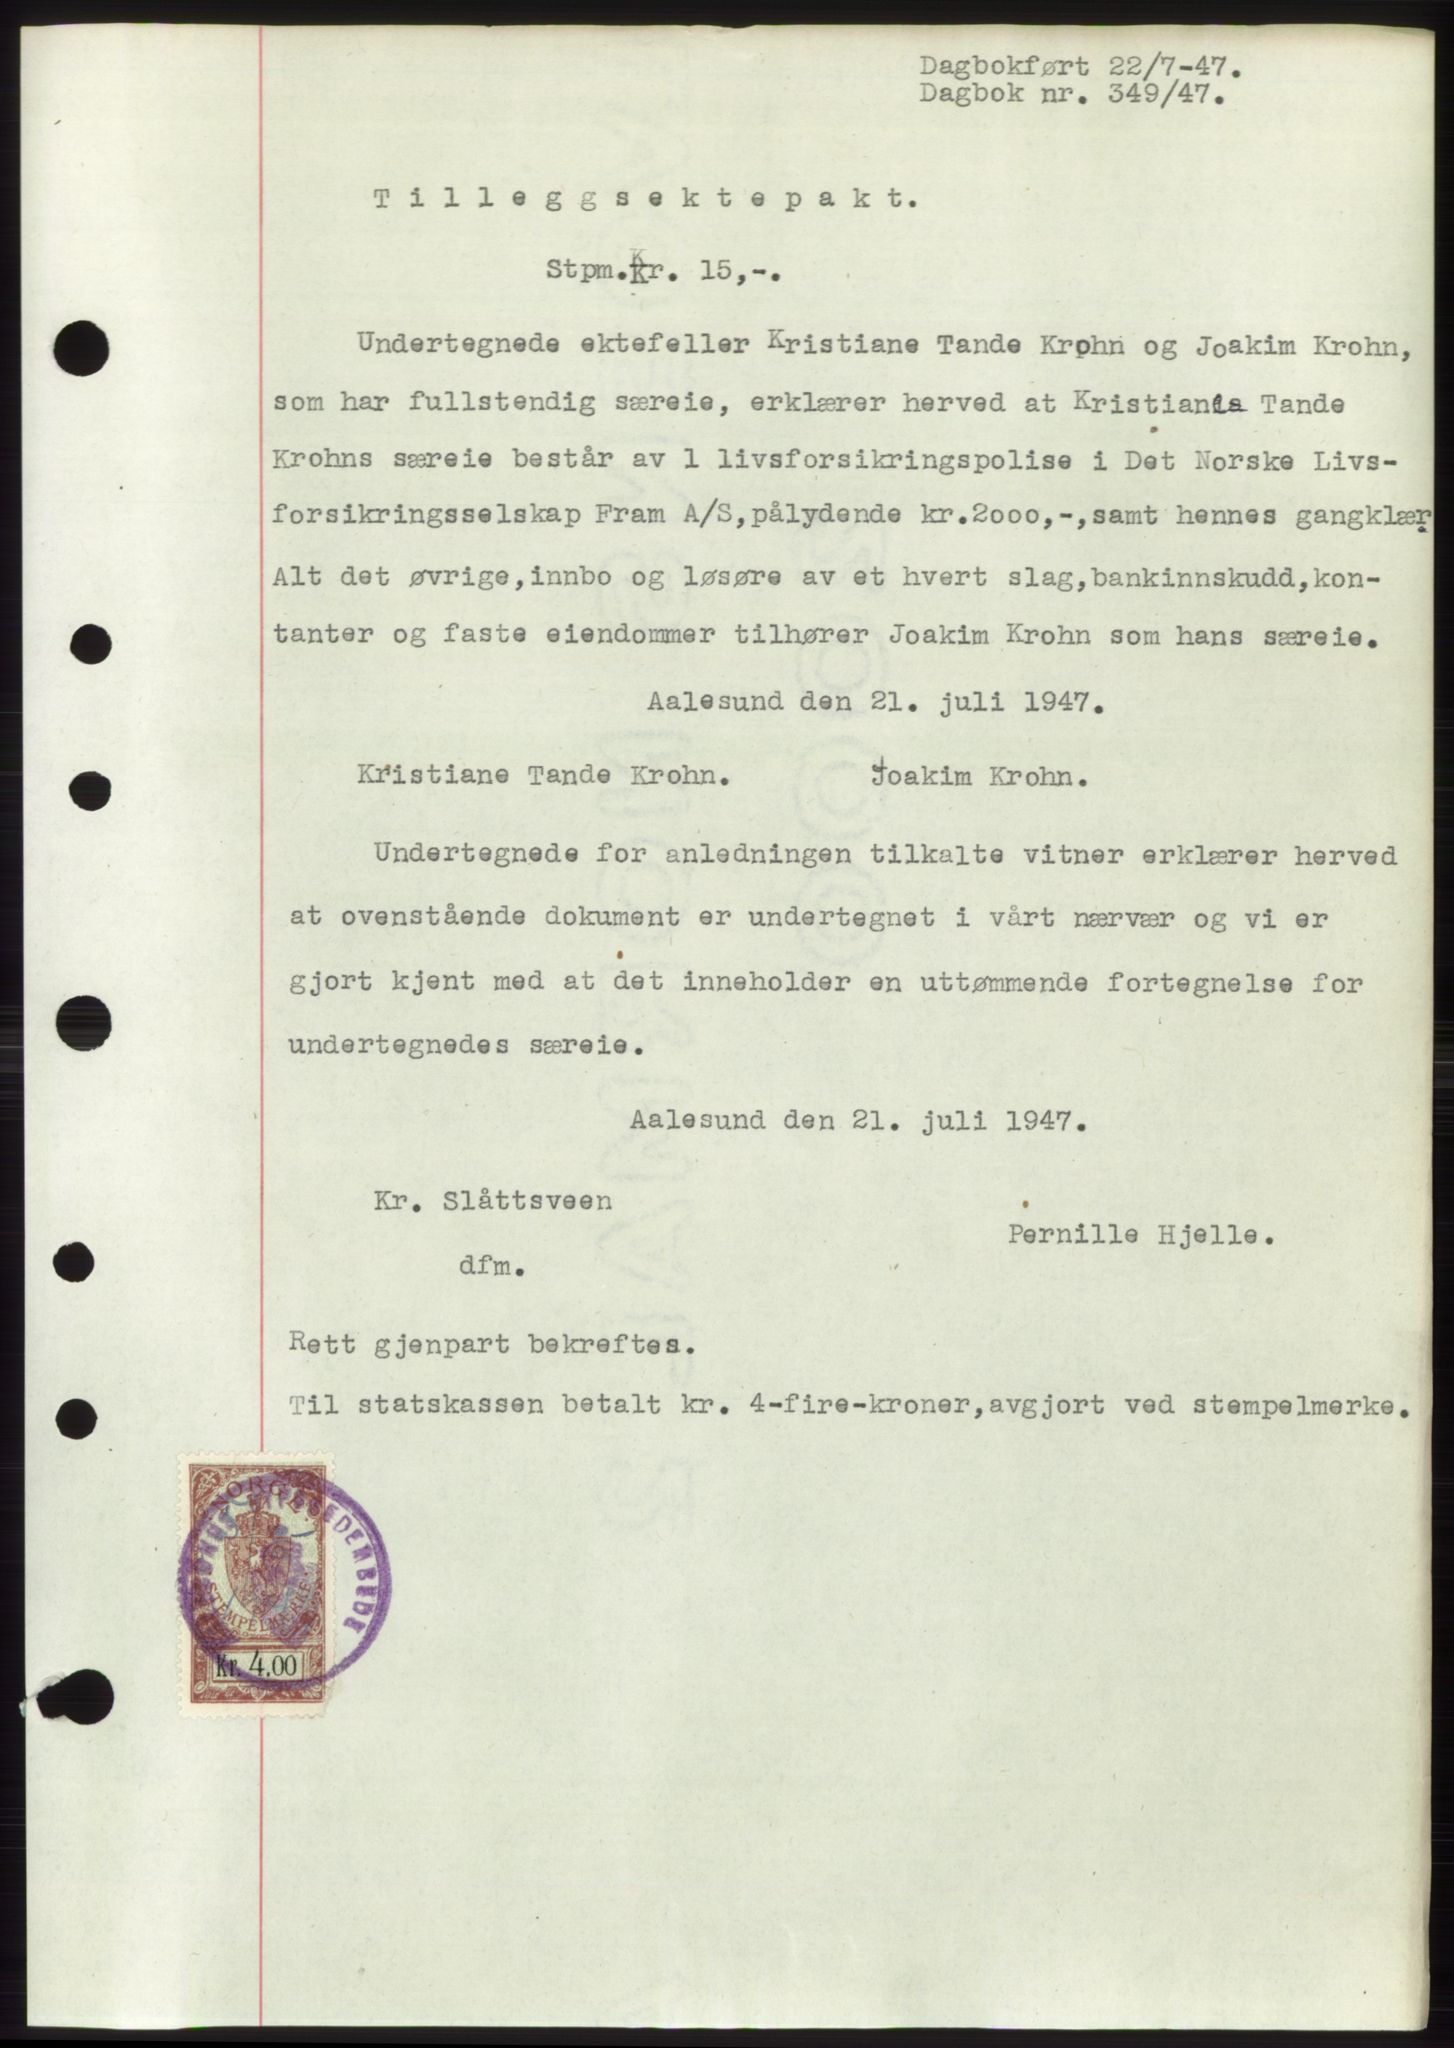 Dagbokført 22/7-47.
Dagbok nr. 349/47.
Tilleggsektepakt.
Stpm.Kr. 15,-.
Undertegnede ektefeller Kristiane Tande Krohn og Joakim Krohn,
som har fullstendig særeie, erklærer herved at Kristiane Tande
Krohns særeie består av 1 livsforsikringspolise i Det Norske Livs-
forsikringsselskap Fram A/S,pålydende kr.2000,-,samt hennes gangklær.
Alt det øvrige,innbo og løsøre av et hvert slag,bankinnskudd,kon-
tanter og faste eiendommer tilhører Joakim Krohn som hans særeie.
Aalesund den 21. juli 1947.
Kristiane Tande Krohn. Joakim Krohn.
Undertegnede for anledningen tilkalte vitner erklærer herved
at ovenstående dokument er undertegnet i vårt nærvær og vi er
gjort kjent med at det inneholder en uttømmende fortegnelse for
undertegnedes særeie.
Aalesund den 21. juli 1947.
Kr. Slåttsveen
Pernille Hjelle.
dfm.
Rett gjenpart bekreftes.
Til statskassen betalt kr. 4-fire-kroner,avgjort ved stempelmerke.
NORGE
STEMPELMERKE
Kr. 4.00